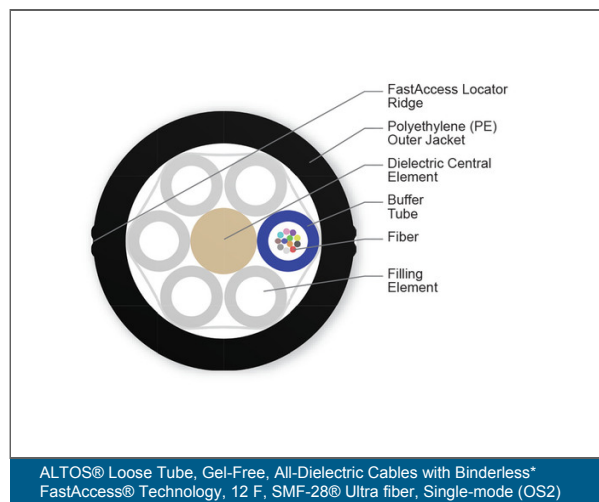 FastAccess Locator
Ridge
Polyethylene (PE)
Outer Jacket
Dielectric Central
Element
Buffer
Tube
Fiber
Filling
Element
ALTOS® Loose Tube, Gel-Free, All-Dielectric Cables with Binderless*
FastAccess® Technology, 12 F, SMF-28® Ultra fiber, Single-mode (OS2)